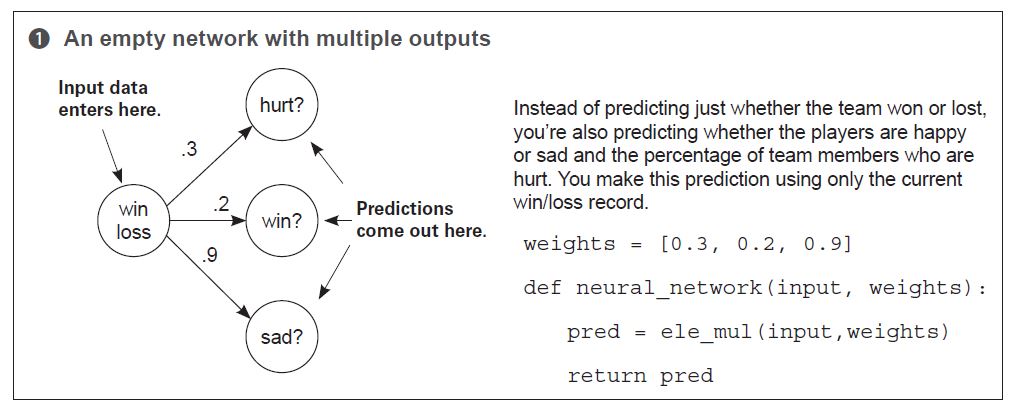 1 An empty network with multiple outputs
Input data
enters here.
hurt?
.3
win
loss
.2
win?
.9
sad?
Predictions
come out here.
Instead of predicting just whether the team won or lost,
you’re also predicting whether the players are happy
or sad and the percentage of team members who are
hurt. You make this prediction using only the current
win/loss record.
weights = [0.3, 0.2, 0.9]
def neural_network(input, weights):
pred = ele_mul(input,weights)
return pred